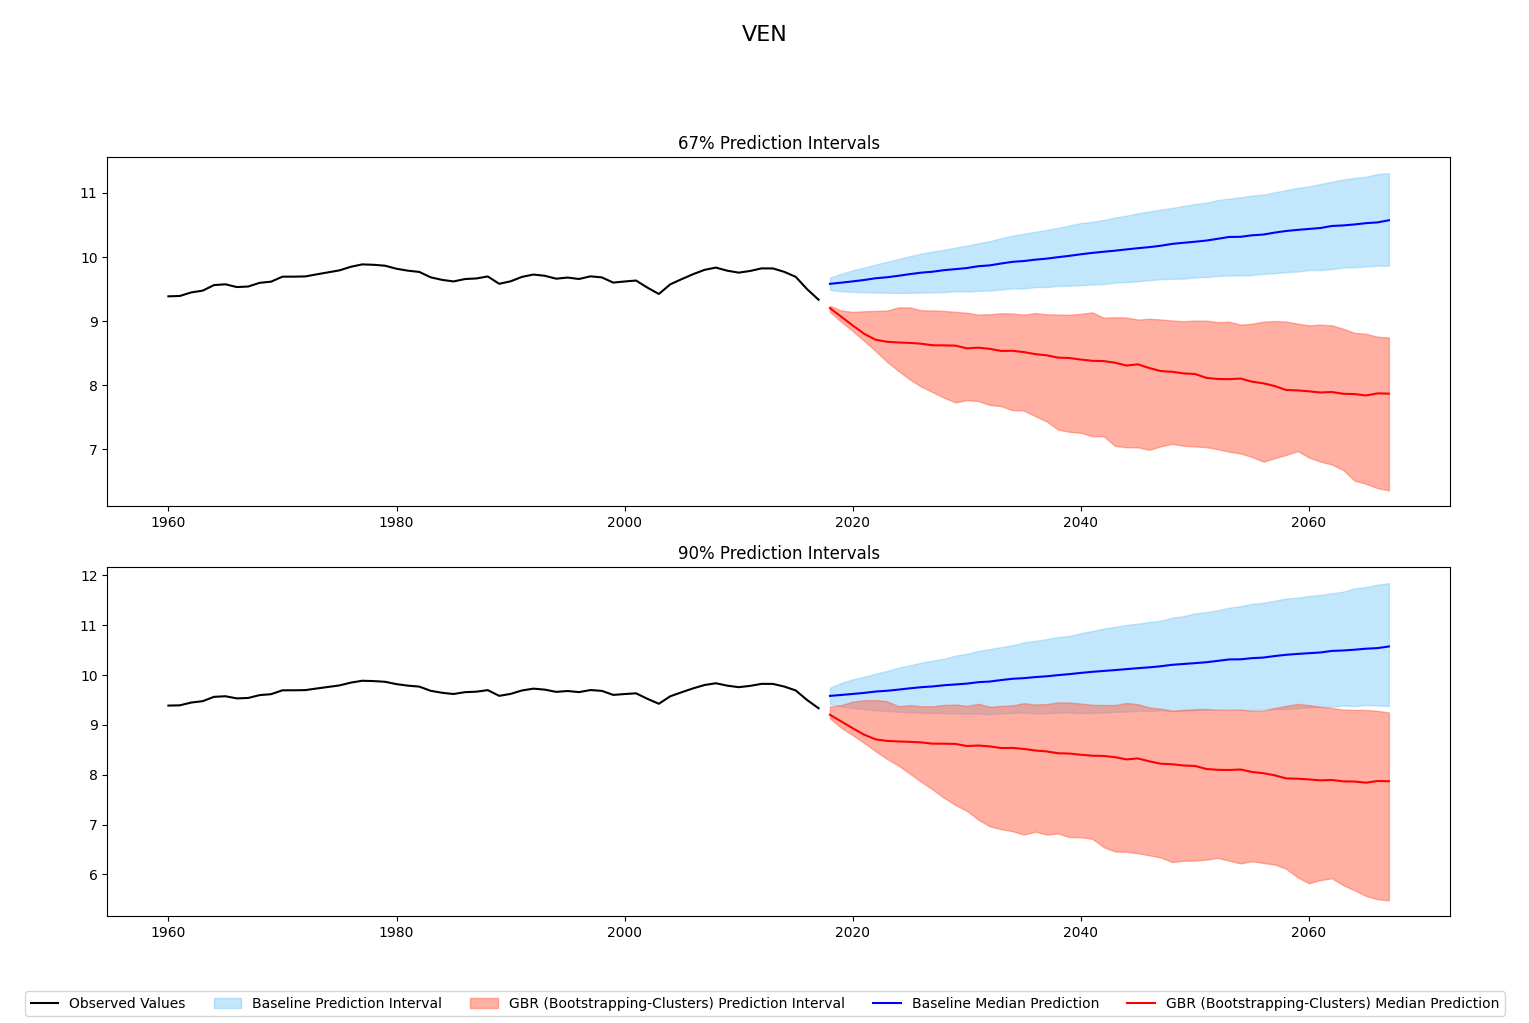 VEN
67% Prediction Intervals
11
10
9
8
7
1960 1980 2000 2020 2040 2060
90% Prediction Intervals
12
11
10
9
8
7
6
1960 1980 2000 2020 2040 2060
Observed Values Baseline Prediction Interval GBR (Bootstrapping-Clusters) Prediction Interval Baseline Median Prediction GBR (Bootstrapping-Clusters) Median Prediction